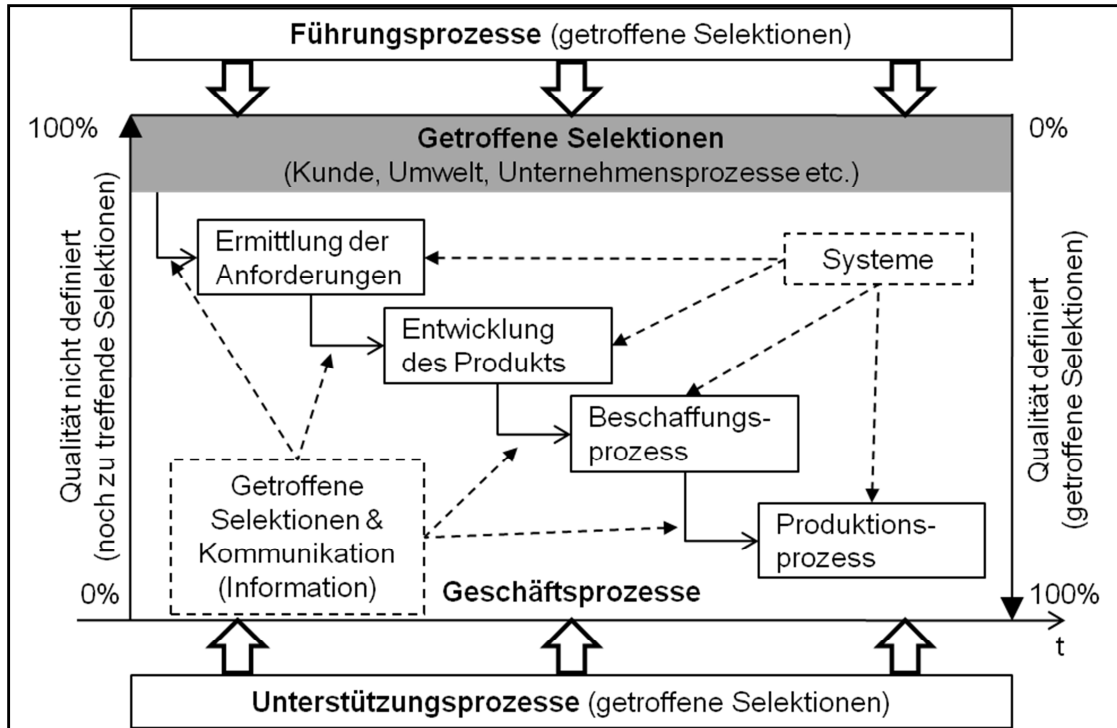 Führungsprozesse (getroffene Selektionen)
100%
0%
Getroffene Selektionen
(Kunde, Umwelt, Unternehmensprozesse etc.)
Qualität nicht definiert
(noch zu treffende Selektionen)
Qualität definiert
(getroffene Selektionen)
Ermittlung der
Anforderungen
Systeme
Entwicklung
des Produkts
Beschaffungs-
prozess
Getroffene
Selektionen &
Kommunikation
(Information)
Produktions-
prozess
0%
Geschäftsprozesse
100%
t
Unterstützungsprozesse (getroffene Selektionen)